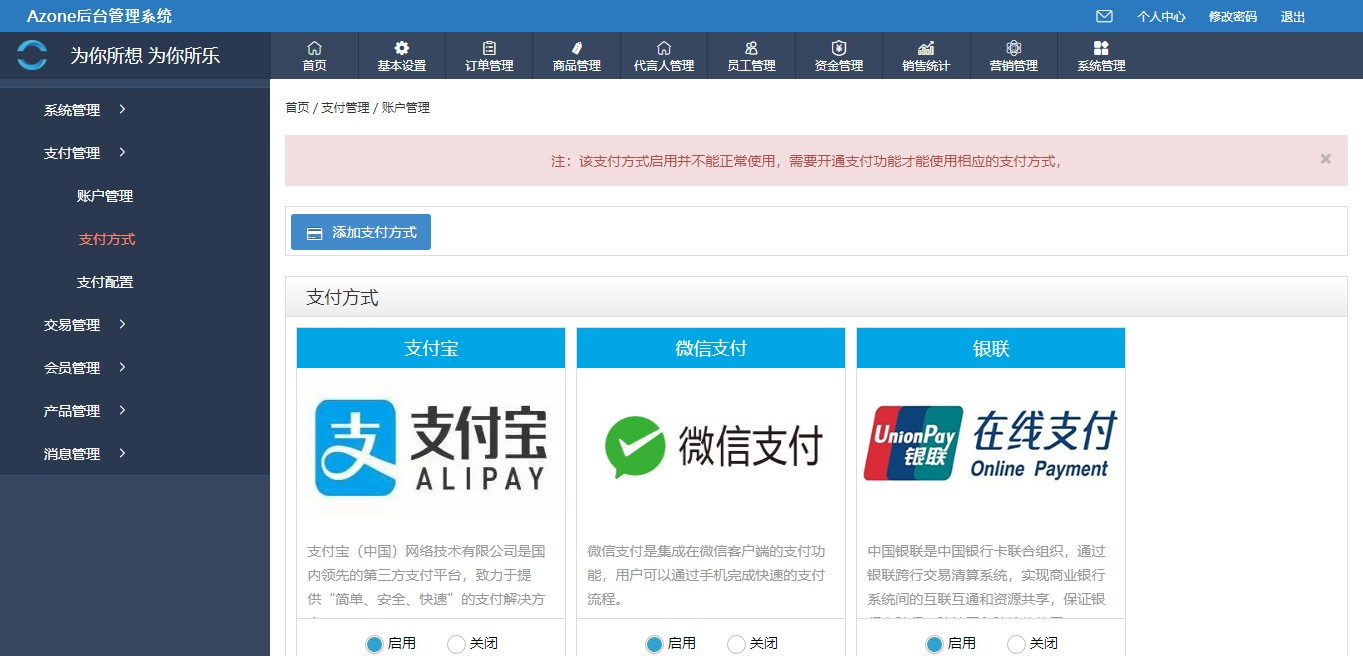 Azone后台管理系统
个人中心 修改密码 退出
为你所想 为你所乐
首页 基本设置 订单管理 商品管理 代言人管理 员工管理 资金管理 销售统计 营销管理 系统管理
系统管理
支付管理
账户管理
支付方式
支付配置
交易管理
会员管理
产品管理
消息管理
首页 / 支付管理 / 账户管理
注：该支付方式启用并不能正常使用，需要开通支付功能才能使用相应的支付方式，
×
添加支付方式
支付方式
支付宝
支
支付宝
ALIPAY
支付宝（中国）网络技术有限公司是国
内领先的第三方支付平台，致力于提
供“简单、安全、快速”的支付解决方
启用 关闭
微信支付
微信支付
微信支付是集成在微信客户端的支付功
能，用户可以通过手机完成快速的支付
流程。
启用 关闭
银联
UnionPay
银联
在线支付
Online Payment
中国银联是中国银行卡联合组织，通过
银联跨行交易清算系统，实现商业银行
系统间的互联互通和资源共享，保证银
启用 关闭